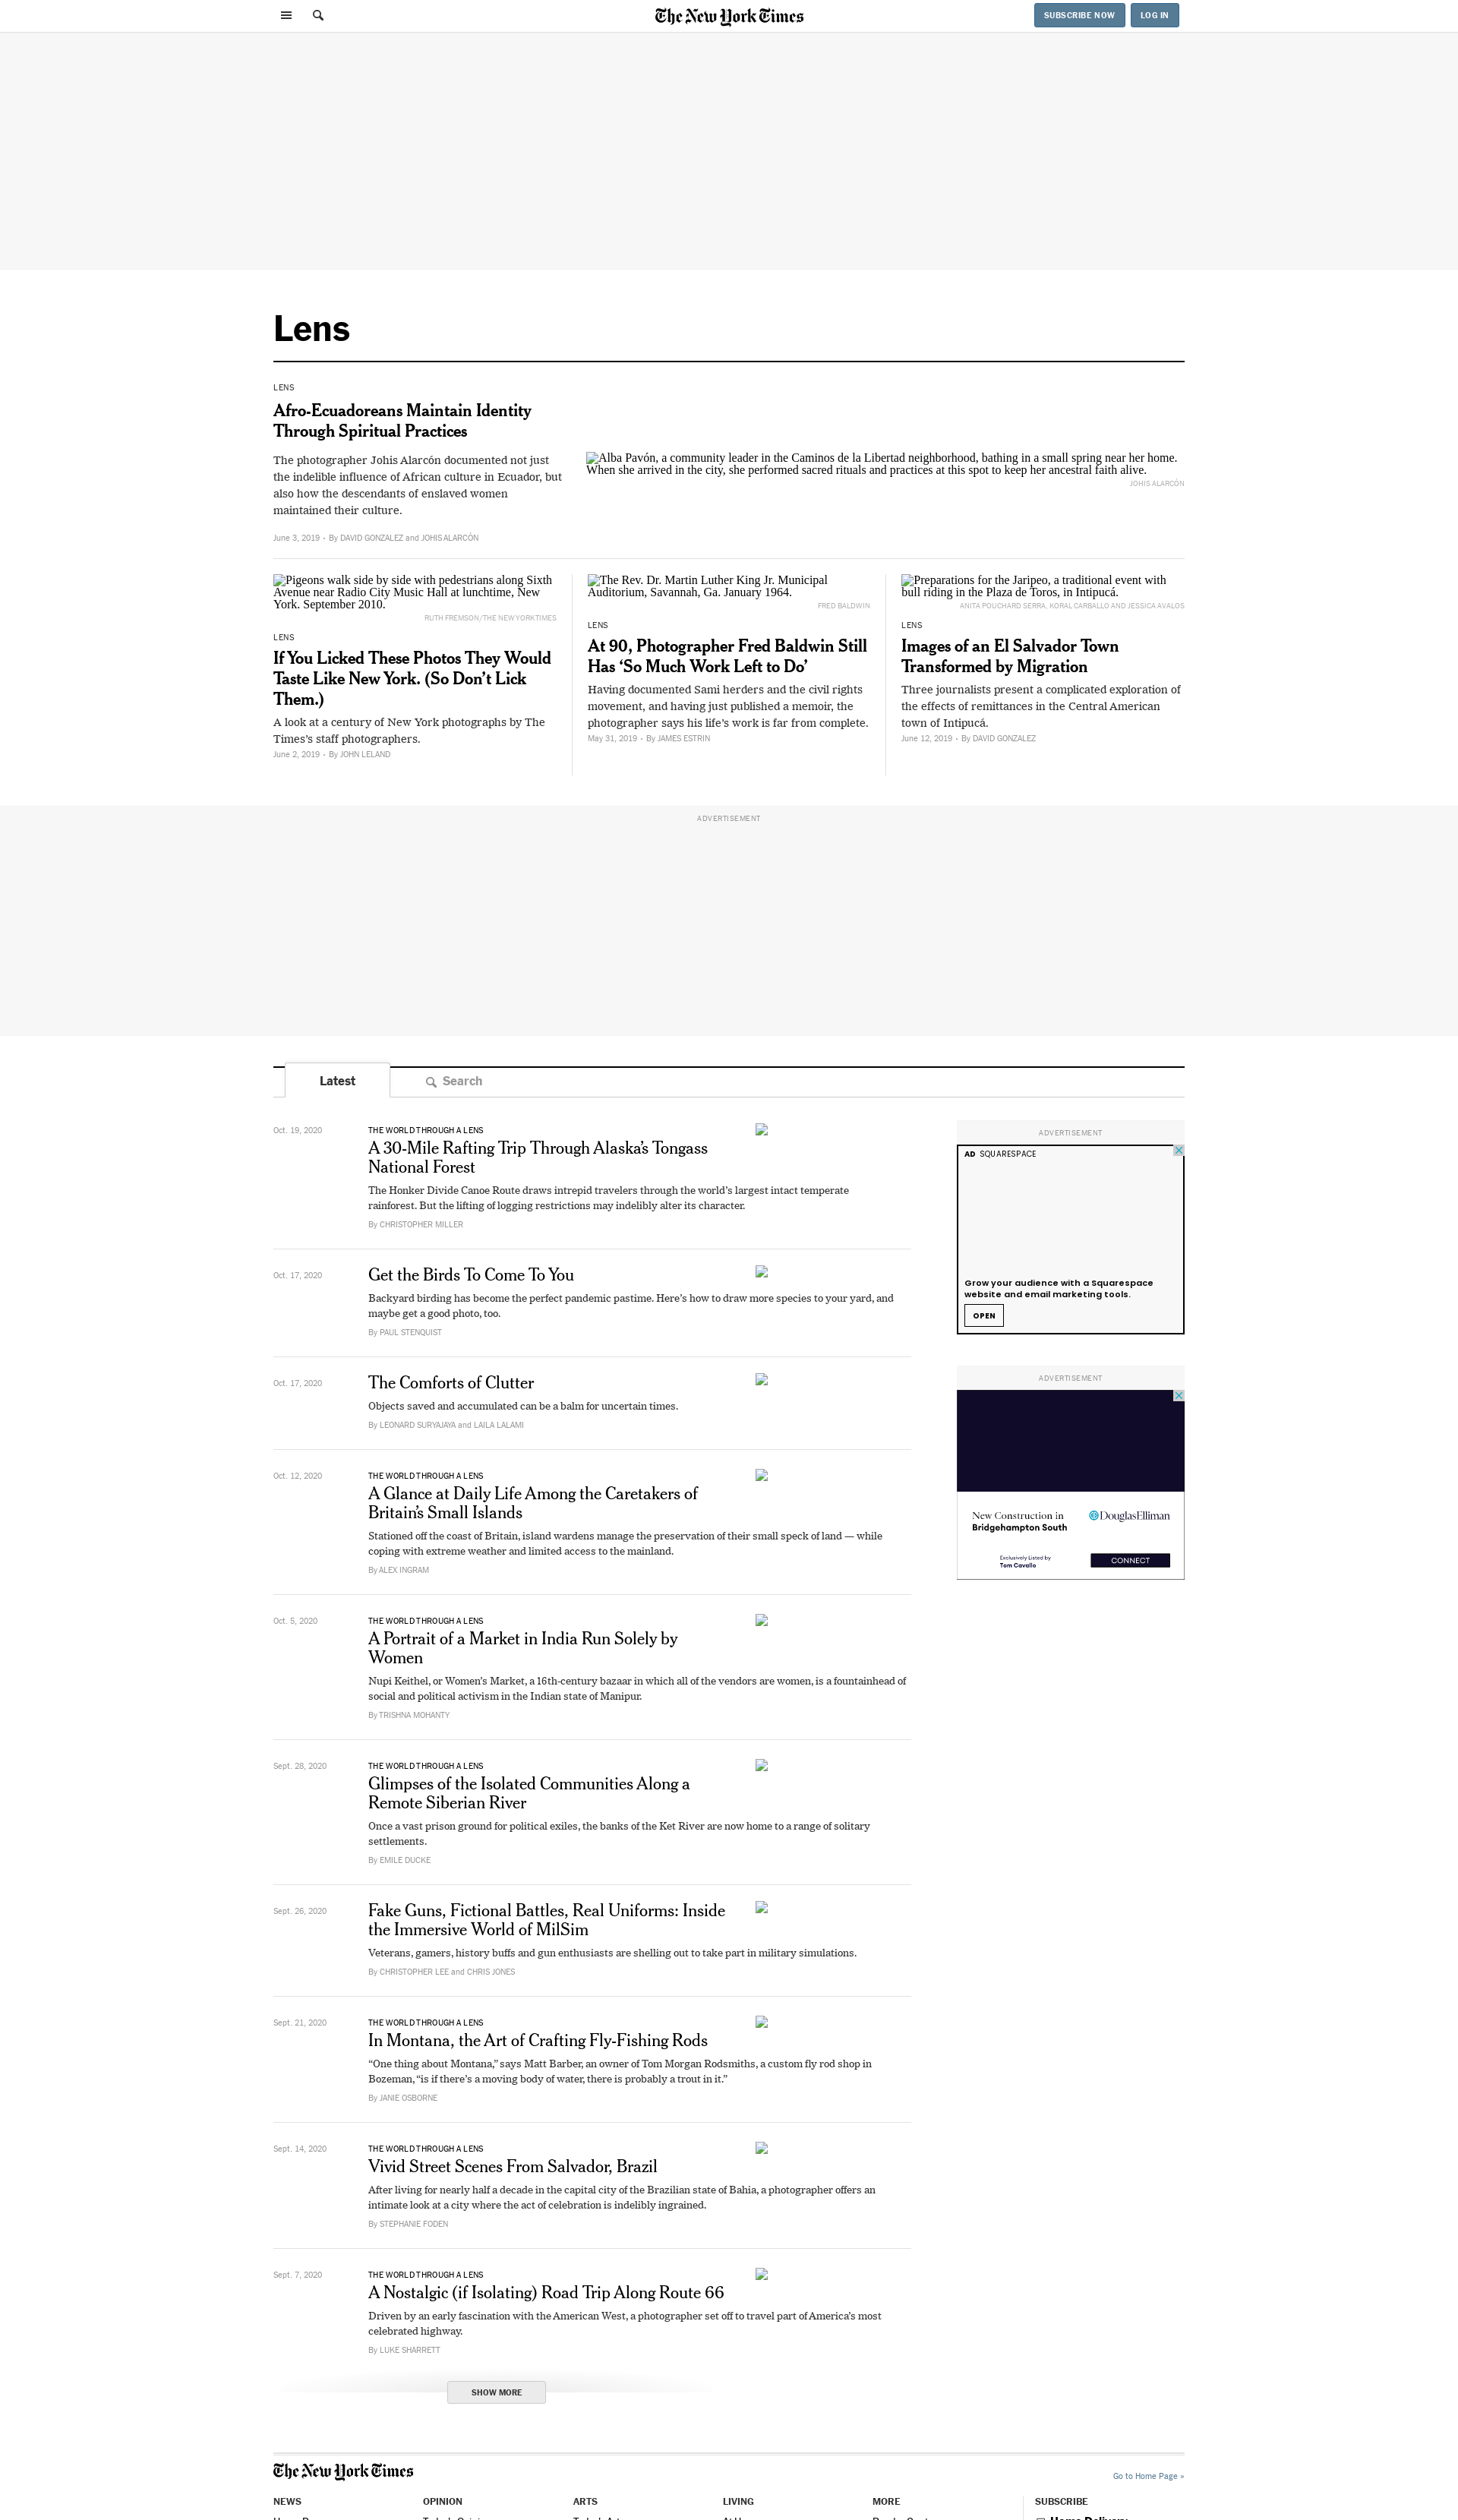 The New York Times
SUBSCRIBE NOW
LOG IN
Lens
LENS
Afro-Ecuadoreans Maintain Identity
Through Spiritual Practices
The photographer Johis Alarcón documented not just
the indelible influence of African culture in Ecuador, but
also how the descendants of enslaved women
maintained their culture.
June 3, 2019 • By DAVID GONZALEZ and JOHIS ALARCÓN
Alba Pavón, a community leader in the Caminos de la Libertad neighborhood, bathing in a small spring near her home.
When she arrived in the city, she performed sacred rituals and practices at this spot to keep her ancestral faith alive.
JOHIS ALARCÓN
Pigeons walk side by side with pedestrians along Sixth
Avenue near Radio City Music Hall at lunchtime, New
York. September 2010.
RUTH FREMSON/THE NEW YORK TIMES
LENS
If You Licked These Photos They Would
Taste Like New York. (So Don’t Lick
Them.)
A look at a century of New York photographs by The
Times’s staff photographers.
June 2, 2019 • By JOHN LELAND
The Rev. Dr. Martin Luther King Jr. Municipal
Auditorium, Savannah, Ga. January 1964.
FRED BALDWIN
LENS
At 90, Photographer Fred Baldwin Still
Has ‘So Much Work Left to Do’
Having documented Sami herders and the civil rights
movement, and having just published a memoir, the
photographer says his life’s work is far from complete.
May 31, 2019 • By JAMES ESTRIN
Preparations for the Jaripeo, a traditional event with
bull riding in the Plaza de Toros, in Intipucá.
ANITA POUCHARD SERRA, KORAL CARBALLO AND JESSICA AVALOS
LENS
Images of an El Salvador Town
Transformed by Migration
Three journalists present a complicated exploration of
the effects of remittances in the Central American
town of Intipucá.
June 12, 2019 • By DAVID GONZALEZ
ADVERTISEMENT
Latest
Search
Oct. 19, 2020
THE WORLD THROUGH A LENS
A 30-Mile Rafting Trip Through Alaska’s Tongass
National Forest
The Honker Divide Canoe Route draws intrepid travelers through the world’s largest intact temperate
rainforest. But the lifting of logging restrictions may indelibly alter its character.
By CHRISTOPHER MILLER
Oct. 17, 2020
Get the Birds To Come To You
Backyard birding has become the perfect pandemic pastime. Here’s how to draw more species to your yard, and
maybe get a good photo, too.
By PAUL STENQUIST
Oct. 17, 2020
The Comforts of Clutter
Objects saved and accumulated can be a balm for uncertain times.
By LEONARD SURYAJAYA and LAILA LALAMI
Oct. 12, 2020
THE WORLD THROUGH A LENS
A Glance at Daily Life Among the Caretakers of
Britain’s Small Islands
Stationed off the coast of Britain, island wardens manage the preservation of their small speck of land — while
coping with extreme weather and limited access to the mainland.
By ALEX INGRAM
Oct. 5, 2020
THE WORLD THROUGH A LENS
A Portrait of a Market in India Run Solely by
Women
Nupi Keithel, or Women’s Market, a 16th-century bazaar in which all of the vendors are women, is a fountainhead of
social and political activism in the Indian state of Manipur.
By TRISHNA MOHANTY
Sept. 28, 2020
THE WORLD THROUGH A LENS
Glimpses of the Isolated Communities Along a
Remote Siberian River
Once a vast prison ground for political exiles, the banks of the Ket River are now home to a range of solitary
settlements.
By EMILE DUCKE
Sept. 26, 2020
Fake Guns, Fictional Battles, Real Uniforms: Inside
the Immersive World of MilSim
Veterans, gamers, history buffs and gun enthusiasts are shelling out to take part in military simulations.
By CHRISTOPHER LEE and CHRIS JONES
Sept. 21, 2020
THE WORLD THROUGH A LENS
In Montana, the Art of Crafting Fly-Fishing Rods
“One thing about Montana,” says Matt Barber, an owner of Tom Morgan Rodsmiths, a custom fly rod shop in
Bozeman, “is if there’s a moving body of water, there is probably a trout in it.”
By JANIE OSBORNE
Sept. 14, 2020
THE WORLD THROUGH A LENS
Vivid Street Scenes From Salvador, Brazil
After living for nearly half a decade in the capital city of the Brazilian state of Bahia, a photographer offers an
intimate look at a city where the act of celebration is indelibly ingrained.
By STEPHANIE FODEN
Sept. 7, 2020
THE WORLD THROUGH A LENS
A Nostalgic (if Isolating) Road Trip Along Route 66
Driven by an early fascination with the American West, a photographer set off to travel part of America’s most
celebrated highway.
By LUKE SHARRETT
SHOW MORE
ADVERTISEMENT
AD SQUARESPACE
Grow your audience with a Squarespace
website and email marketing tools.
OPEN
ADVERTISEMENT
New Construction in
Bridgehampton South
DouglasElliman
Exclusively Listed by
Tom Cavallo
CONNECT
The New York Times
Go to Home Page »
NEWS
OPINION
ARTS
LIVING
MORE
SUBSCRIBE